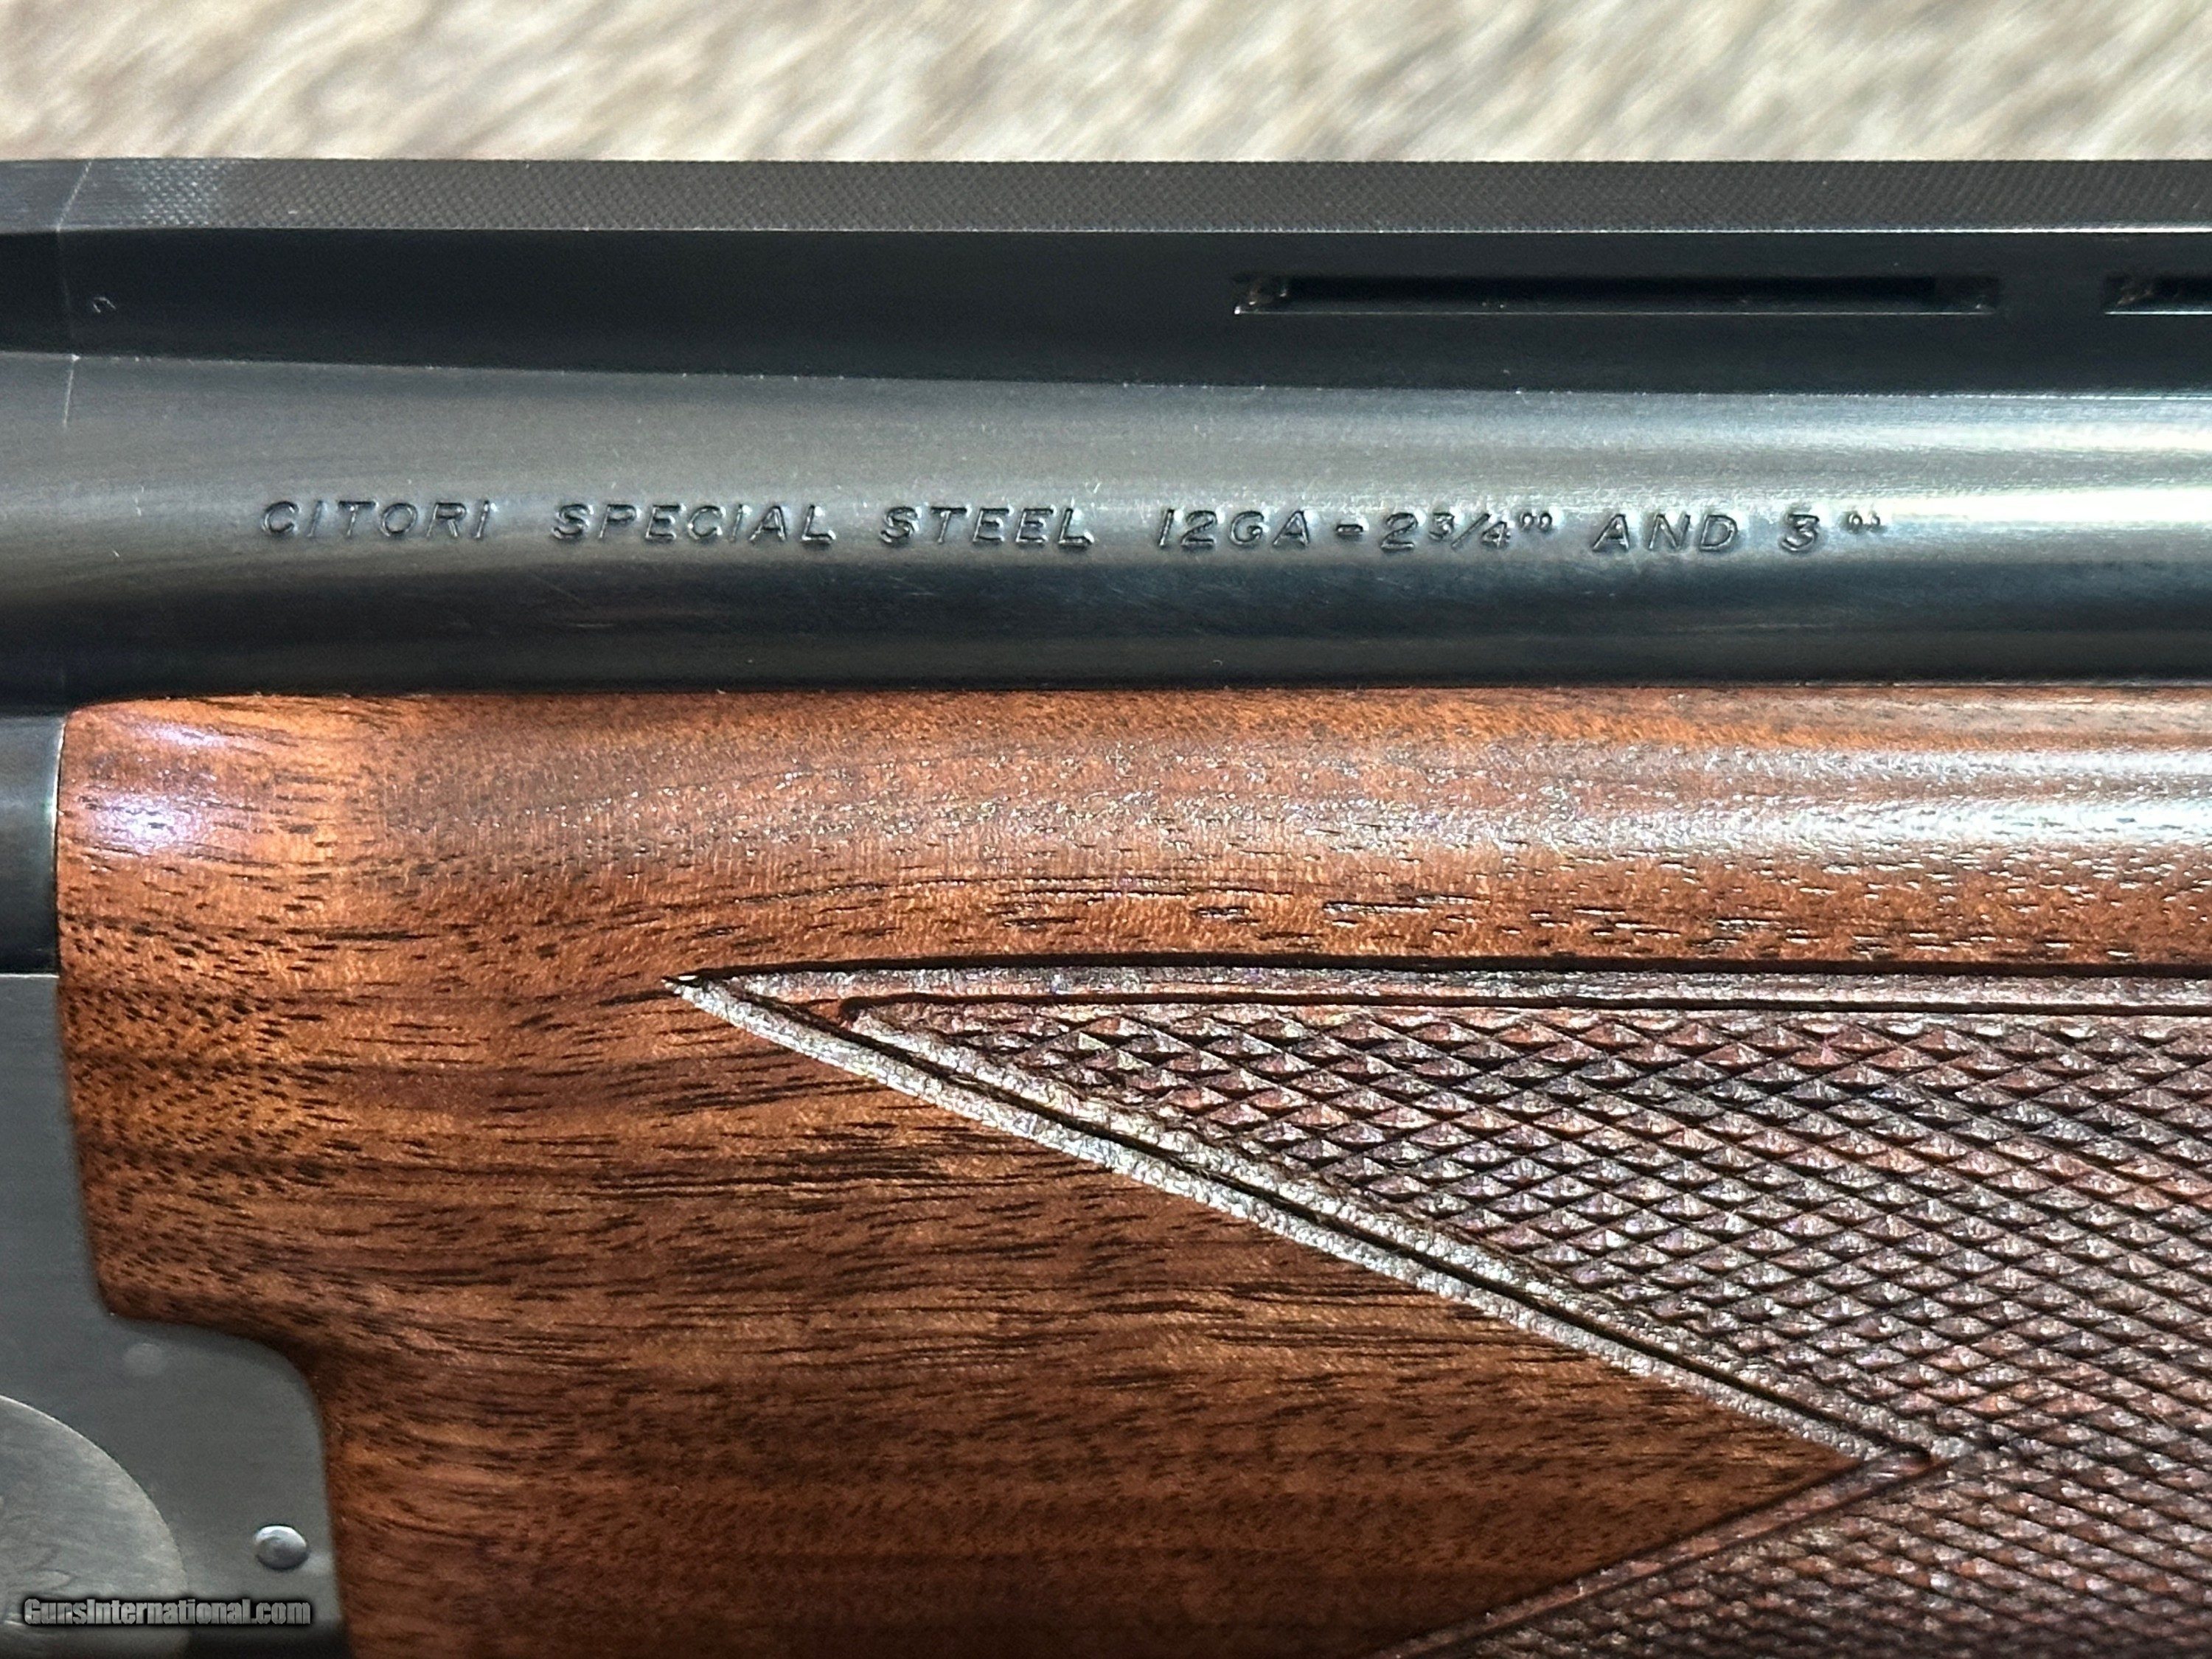 CITORI SPECIAL STEEL 12GA-2¾" AND 3"
GunsInternational.com